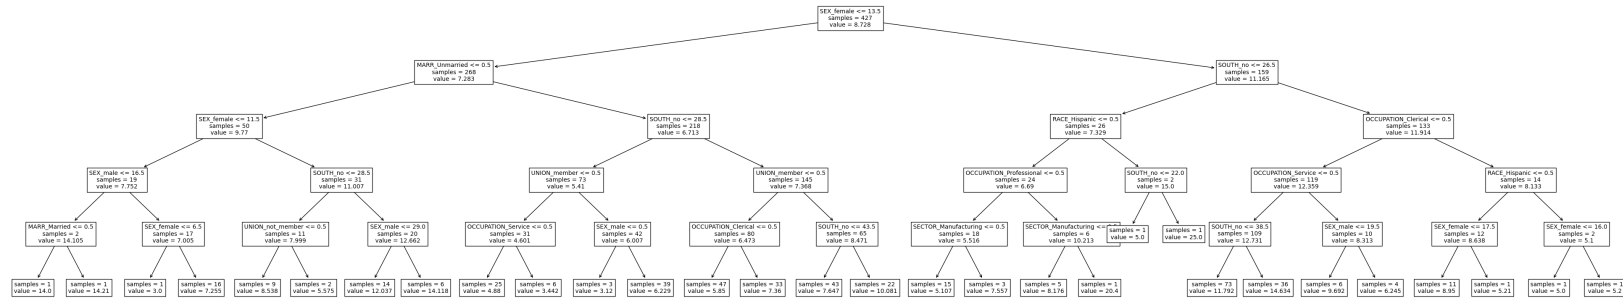 SEX_female <= 13.5
samples = 427
value = 8.728
MARR_Unmarried <= 0.5
samples = 268
value = 7.283
SOUTH_no <= 26.5
samples = 159
value = 11.165
SEX_female <= 11.5
samples = 50
value = 9.77
SOUTH_no <= 28.5
samples = 218
value = 6.713
RACE_Hispanic <= 0.5
samples = 26
value = 7.329
OCCUPATION_Clerical <= 0.5
samples = 133
value = 11.914
SEX_male <= 16.5
samples = 19
value = 7.752
SOUTH_no <= 28.5
samples = 31
value = 11.007
UNION_member <= 0.5
samples = 73
value = 5.41
UNION_member <= 0.5
samples = 145
value = 7.368
OCCUPATION_Professional <= 0.5
samples = 24
value = 6.69
SOUTH_no <= 22.0
samples = 2
value = 15.0
OCCUPATION_Service <= 0.5
samples = 119
value = 12.359
RACE_Hispanic <= 0.5
samples = 14
value = 8.133
MARR_Married <= 0.5
samples = 2
value = 14.105
SEX_female <= 6.5
samples = 17
value = 7.005
UNION_not_member <= 0.5
samples = 11
value = 7.999
SEX_male <= 29.0
samples = 20
value = 12.662
OCCUPATION_Service <= 0.5
samples = 31
value = 4.601
SEX_male <= 0.5
samples = 42
value = 6.007
OCCUPATION_Clerical <= 0.5
samples = 80
value = 6.473
SOUTH_no <= 43.5
samples = 65
value = 8.471
SECTOR_Manufacturing <= 0.5
samples = 18
value = 5.516
SECTOR_Manufacturing <=
samples = 6
value = 10.213
samples = 1
value = 5.0
samples = 1
value = 25.0
SOUTH_no <= 38.5
samples = 109
value = 12.731
SEX_male <= 19.5
samples = 10
value = 8.313
SEX_female <= 17.5
samples = 12
value = 8.638
SEX_female <= 16.0
samples = 2
value = 5.1
samples = 1
value = 14.0
samples = 1
value = 14.21
samples = 1
value = 3.0
samples = 16
value = 7.255
samples = 9
value = 8.538
samples = 2
value = 5.575
samples = 14
value = 12.037
samples = 6
value = 14.118
samples = 25
value = 4.88
samples = 6
value = 3.442
samples = 3
value = 3.12
samples = 39
value = 6.229
samples = 47
value = 5.85
samples = 33
value = 7.36
samples = 43
value = 7.647
samples = 22
value = 10.081
samples = 15
value = 5.107
samples = 3
value = 7.557
samples = 5
value = 8.176
samples = 1
value = 20.4
samples = 73
value = 11.792
samples = 36
value = 14.634
samples = 6
value = 9.692
samples = 4
value = 6.245
samples = 11
value = 8.95
samples = 1
value = 5.21
samples = 1
value = 5.0
samples =
value =